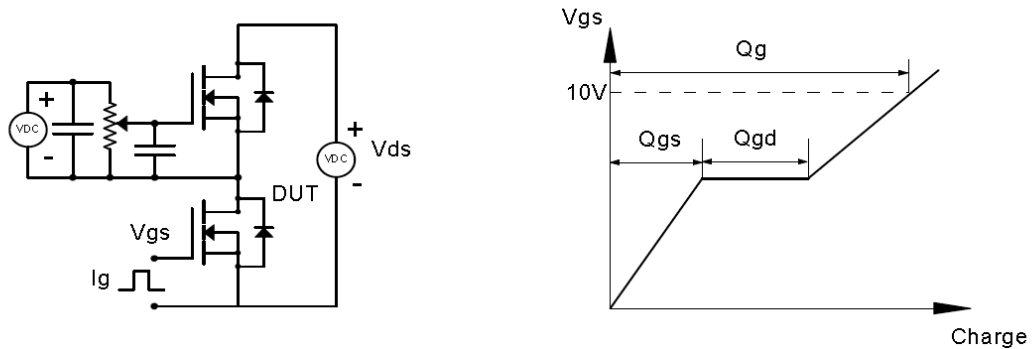 +
VDC
-
+
VDC
Vds
-
DUT
Vgs
Ig
Vgs
Qg
10V
Qgs
Qgd
Charge